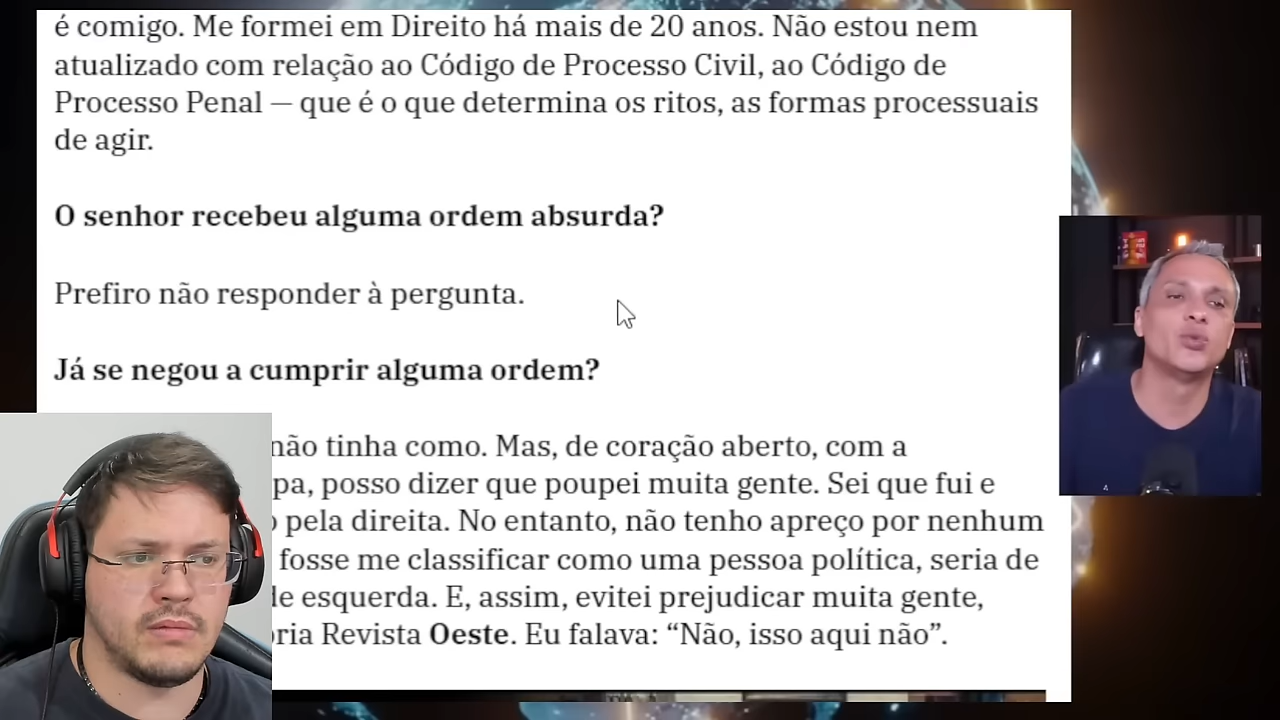 é comigo. Me formei em Direito há mais de 20 anos. Não estou nem
atualizado com relação ao Código de Processo Civil, ao Código de
Processo Penal — que é o que determina os ritos, as formas processuais
de agir.
O senhor recebeu alguma ordem absurda?
Prefiro não responder à pergunta.
Já se negou a cumprir alguma ordem?
não tinha como. Mas, de coração aberto, com a
pa, posso dizer que poupei muita gente. Sei que fui e
pela direita. No entanto, não tenho apreço por nenhum
fosse me classificar como uma pessoa política, seria de
de esquerda. E, assim, evitei prejudicar muita gente,
ria Revista Oeste. Eu falava: “Não, isso aqui não”.